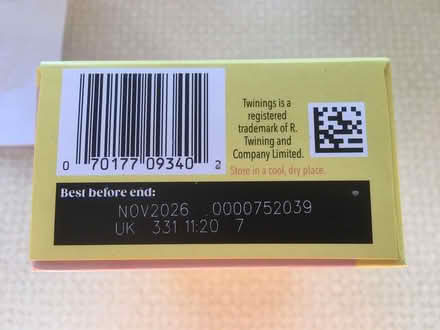 Twinings is a
registered
trademark of R.
Twining and
Company Limited.
Store in a cool, dry place.
0 70177 09340 2
Best before end:
NOV2026 0000752039
UK 331 11:20 7